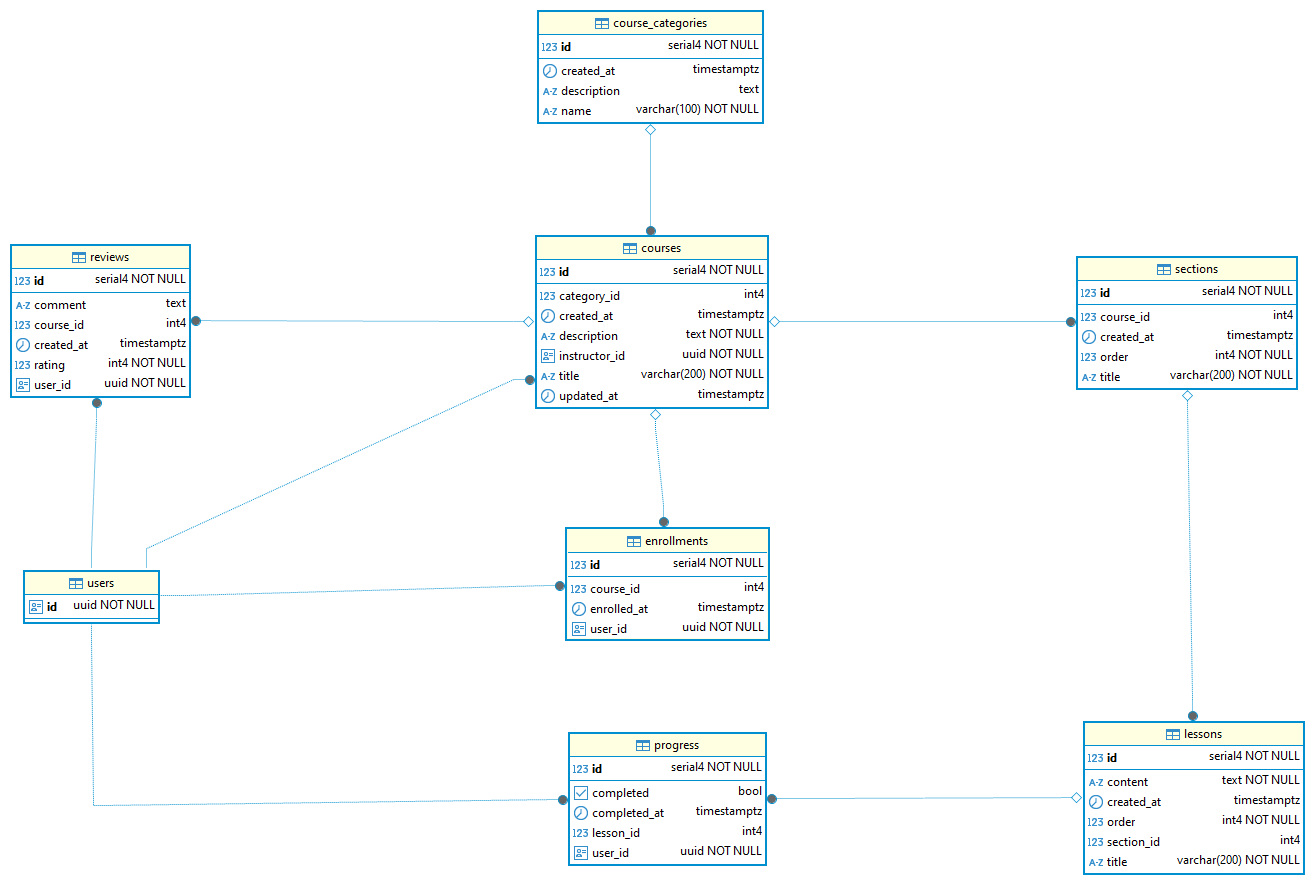 course_categories
123 id serial4 NOT NULL
created_at timestamptz
A-Z description text
A-Z name varchar(100) NOT NULL
reviews
123 id serial4 NOT NULL
A-Z comment text
123 course_id int4
created_at timestamptz
123 rating int4 NOT NULL
user_id uuid NOT NULL
courses
123 id serial4 NOT NULL
123 category_id int4
created_at timestamptz
A-Z description text NOT NULL
instructor_id uuid NOT NULL
A-Z title varchar(200) NOT NULL
updated_at timestamptz
sections
123 id serial4 NOT NULL
123 course_id int4
created_at timestamptz
123 order int4 NOT NULL
A-Z title varchar(200) NOT NULL
users
id uuid NOT NULL
enrollments
123 id serial4 NOT NULL
123 course_id int4
enrolled_at timestamptz
user_id uuid NOT NULL
progress
123 id serial4 NOT NULL
completed bool
completed_at timestamptz
123 lesson_id int4
user_id uuid NOT NULL
lessons
123 id serial4 NOT NULL
A-Z content text NOT NULL
created_at timestamptz
123 order int4 NOT NULL
123 section_id int4
A-Z title varchar(200) NOT NULL